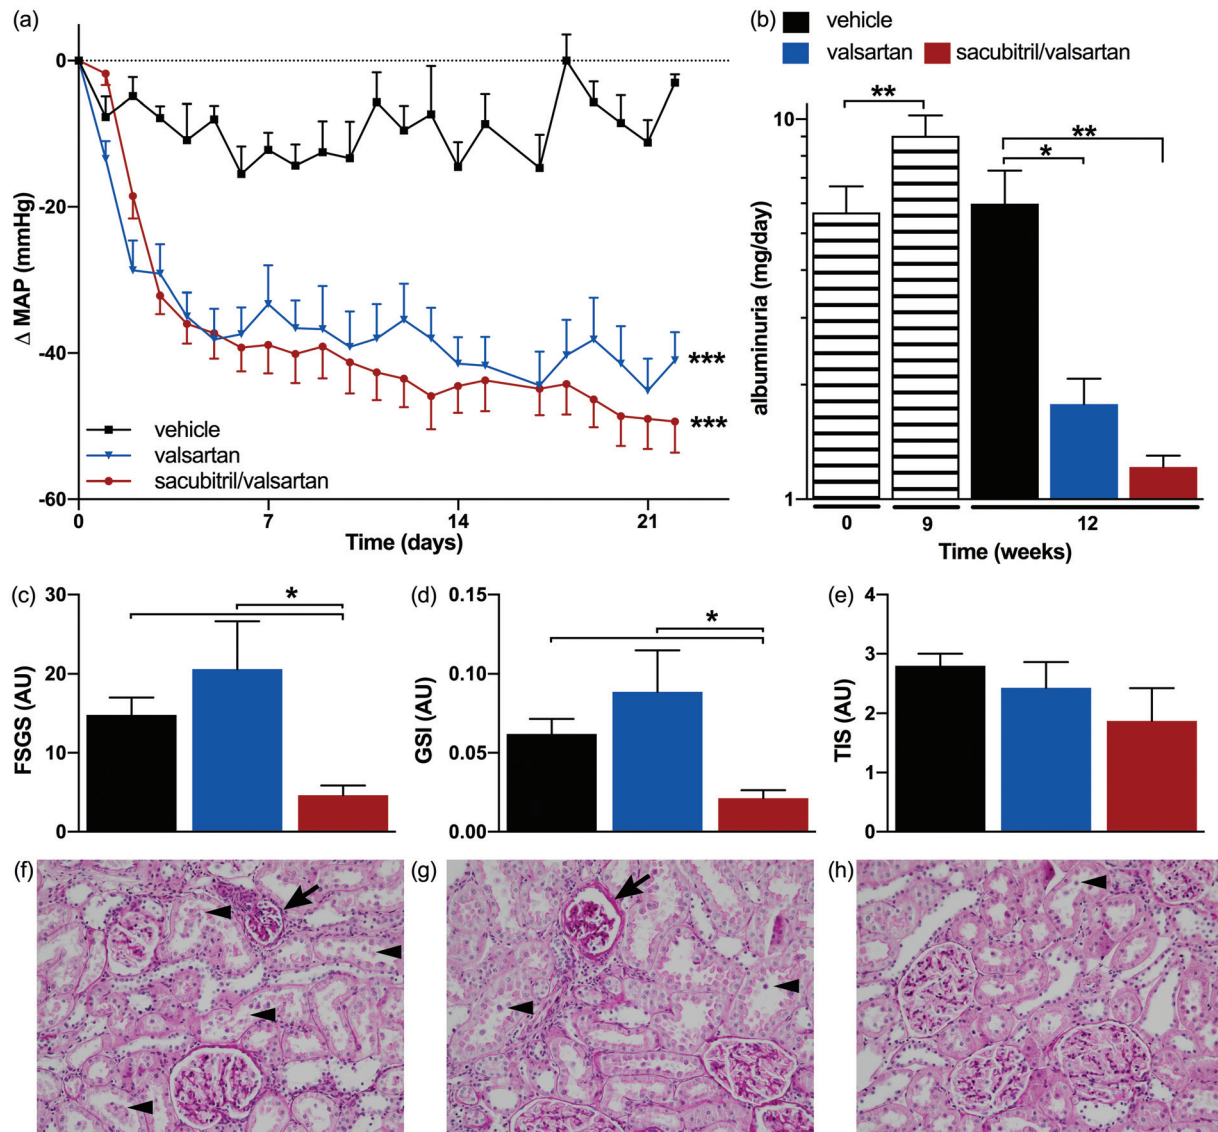 (a)
0
-20
-40
-60
Δ MAP (mmHg)
***
***
vehicle
valsartan
sacubitril/valsartan
0
7
14
21
Time (days)
(b)
vehicle
valsartan
sacubitril/valsartan
10
1
albuminuria (mg/day)
**
**
*
0
9
12
Time (weeks)
(c)
30
20
10
0
FSGS (AU)
*
(d)
0.15
0.10
0.05
0.00
GSI (AU)
*
(e)
4
3
2
1
0
TIS (AU)
(f)
(g)
(h)